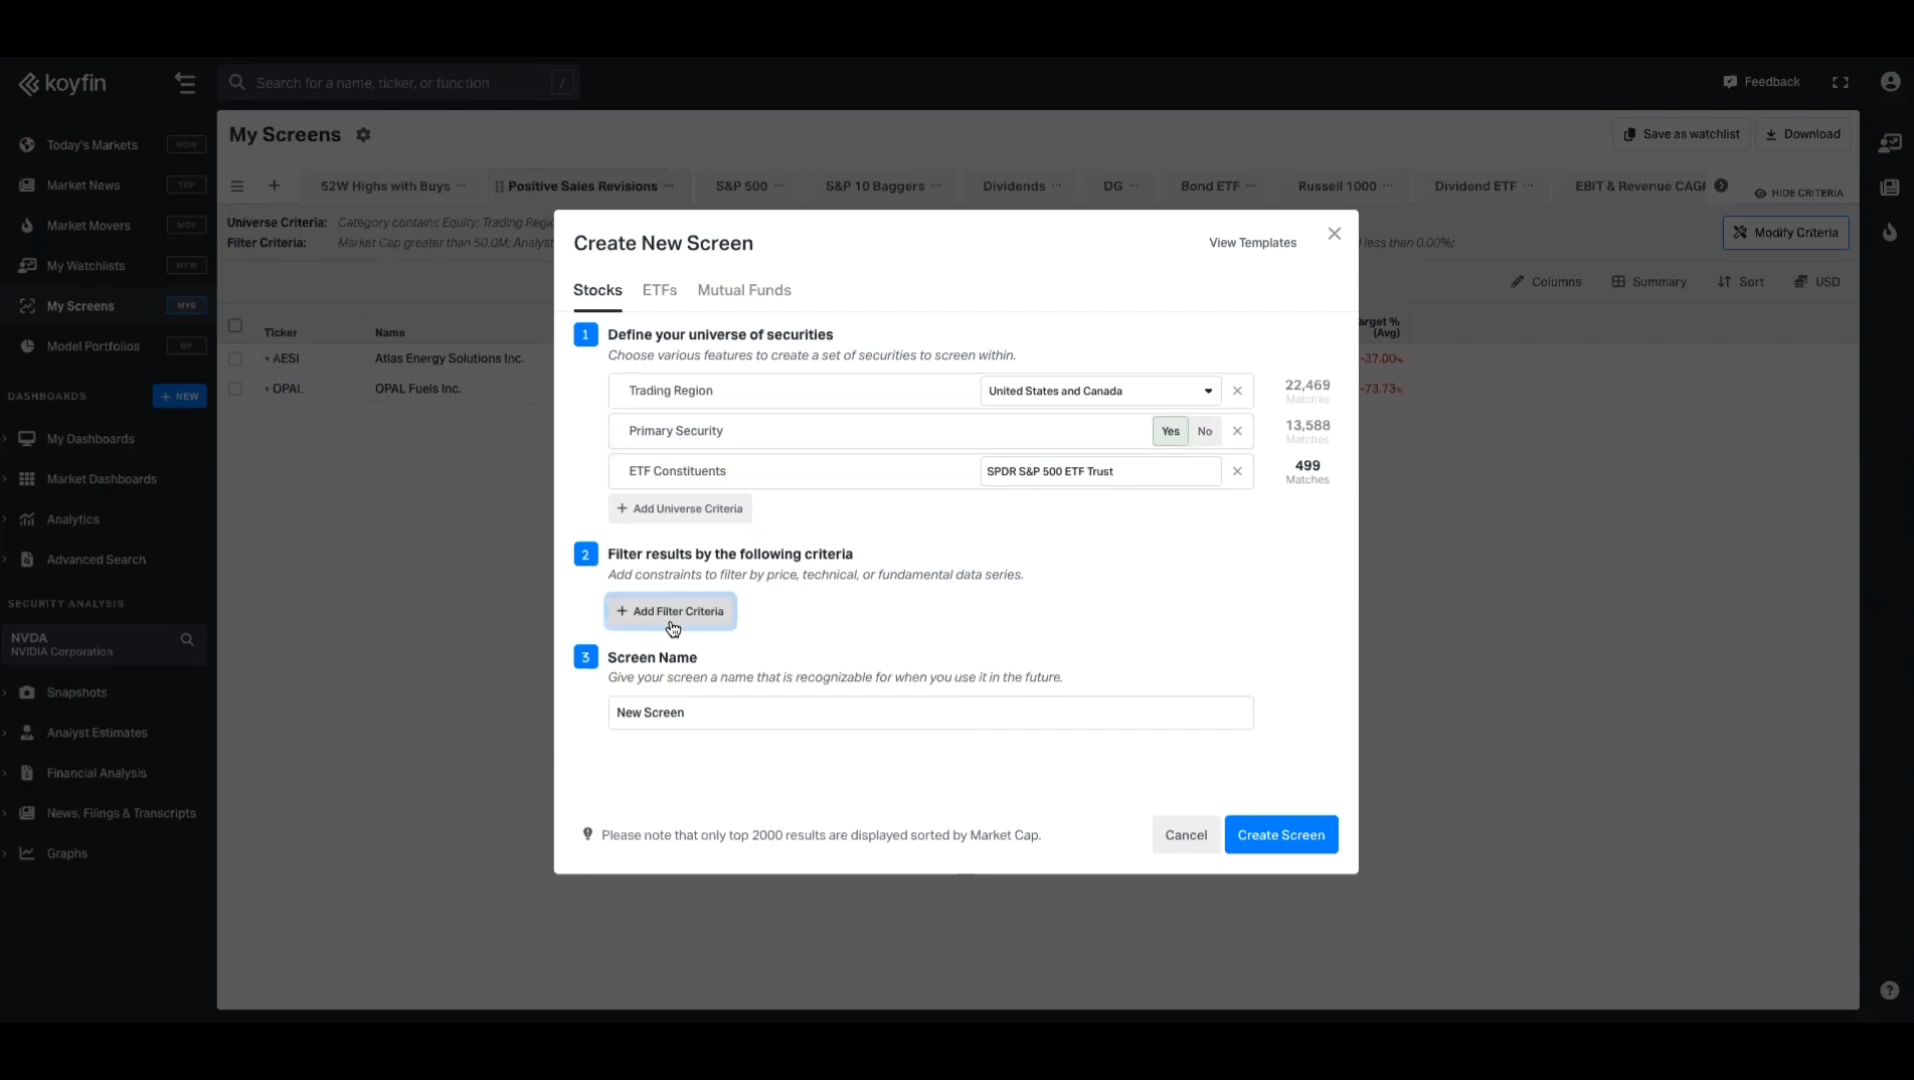 koyfin
Search for a name, ticker, or function
/
Feedback
Today's Markets
NOW
Market News
TOP
Market Movers
MOV
My Watchlists
MYW
My Screens
MYS
Model Portfolios
MP
DASHBOARDS
+ NEW
My Dashboards
Market Dashboards
Analytics
Advanced Search
SECURITY ANALYSIS
NVDA
NVIDIA Corporation
Snapshots
Analyst Estimates
Financial Analysis
News, Filings & Transcripts
Graphs
My Screens
Save as watchlist
Download
52W Highs with Buys ···
Positive Sales Revisions ···
S&P 500 ···
S&P 10 Baggers ···
Dividends ···
DG ···
Bond ETF ···
Russell 1000 ···
Dividend ETF ···
EBIT & Revenue CAGR
HIDE CRITERIA
Universe Criteria: Category contains Equity; Trading
Filter Criteria: Market Cap greater than 50.0M; Analyst
less than 0.00%;
Modify Criteria
Columns
Summary
Sort
USD
Ticker
Name
(Avg)
AESI
Atlas Energy Solutions Inc.
-37.00%
OPAL
OPAL Fuels Inc.
-73.73%
Create New Screen
View Templates
Stocks
ETFs
Mutual Funds
1 Define your universe of securities
Choose various features to create a set of securities to screen within.
Trading Region
United States and Canada
22,469
Matches
Primary Security
Yes
No
13,588
Matches
ETF Constituents
SPDR S&P 500 ETF Trust
499
Matches
+ Add Universe Criteria
2 Filter results by the following criteria
Add constraints to filter by price, technical, or fundamental data series.
+ Add Filter Criteria
3 Screen Name
Give your screen a name that is recognizable for when you use it in the future.
New Screen
Please note that only top 2000 results are displayed sorted by Market Cap.
Cancel
Create Screen
?